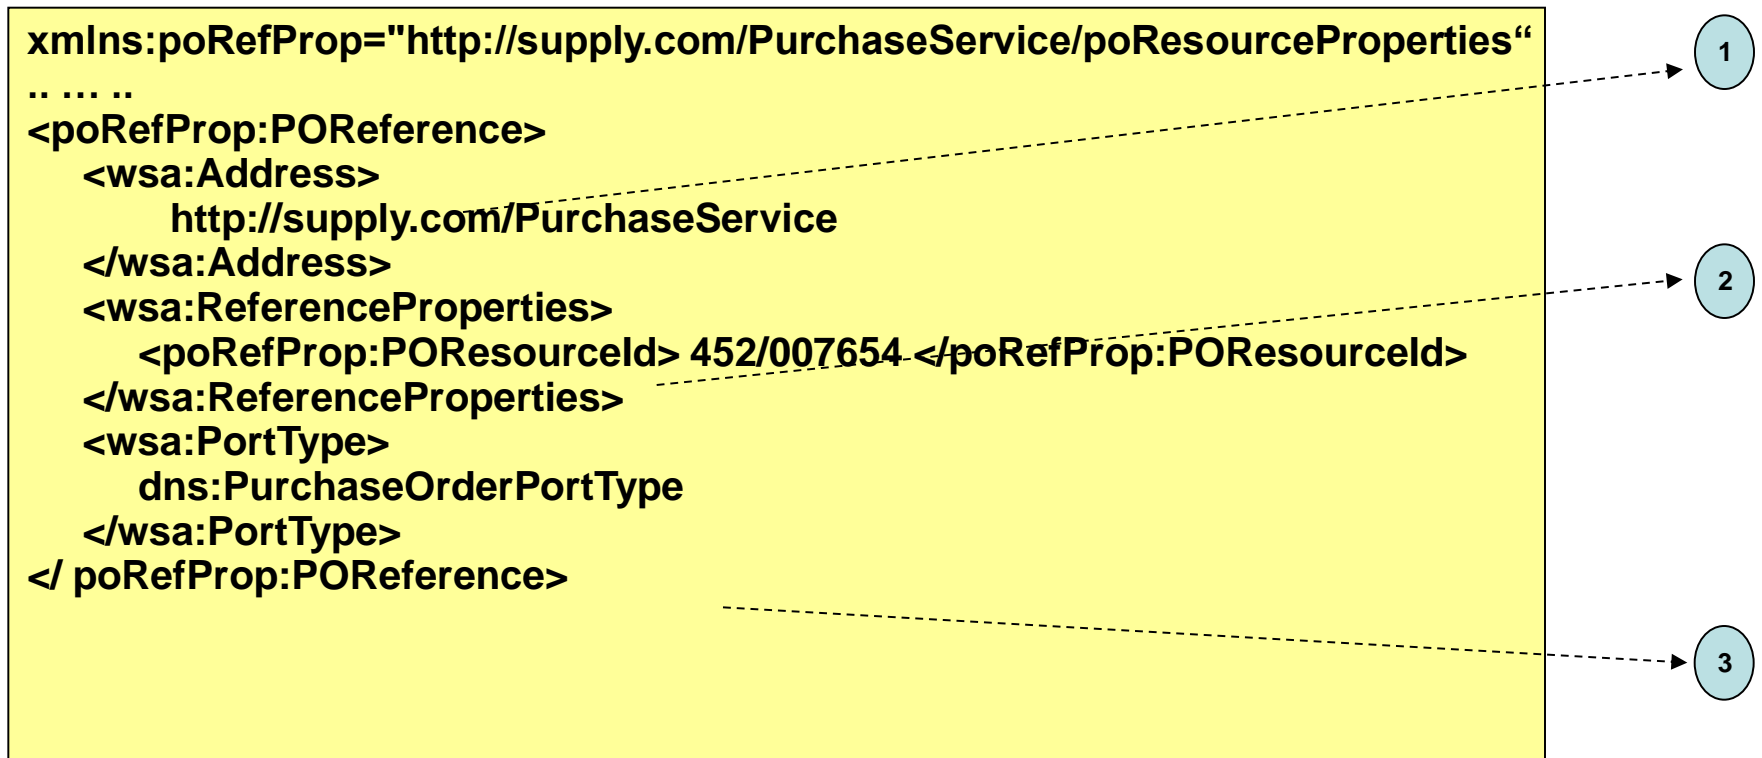 xmlns:poRefProp="http://supply.com/PurchaseService/poResourceProperties“
.. … ..
<poRefProp:POReference>
<wsa:Address>
http://supply.com/PurchaseService
</wsa:Address>
<wsa:ReferenceProperties>
<poRefProp:POResourceId> 452/007654 </poRefProp:POResourceId>
</wsa:ReferenceProperties>
<wsa:PortType>
dns:PurchaseOrderPortType
</wsa:PortType>
</ poRefProp:POReference>
1
2
3